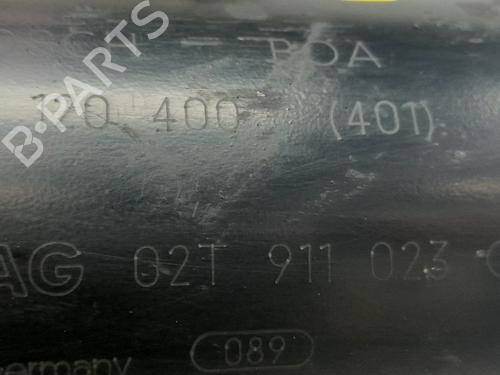 B-PARTS
BOA
400 (401)
AG 02T 911 023
089
ermany